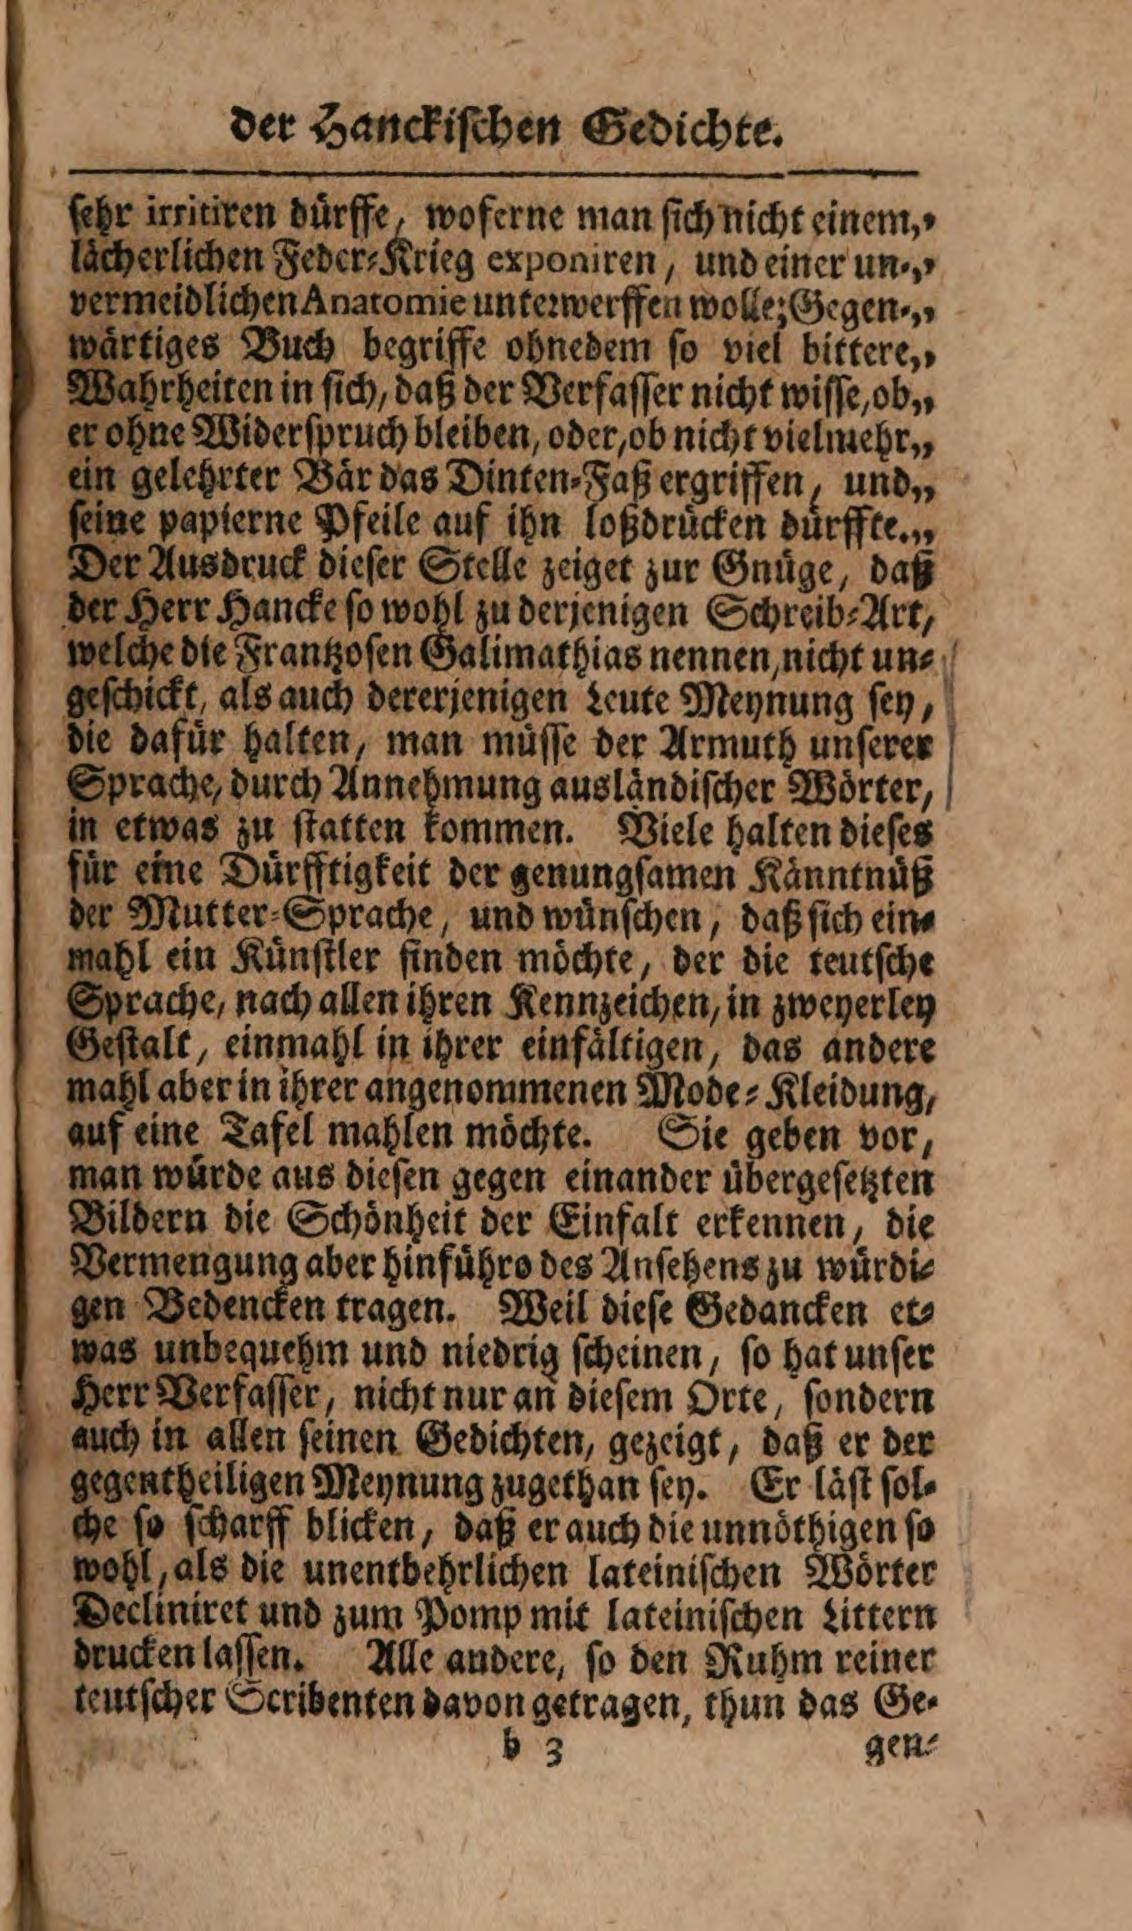 der Hanckiſchen Gedichte.
ſehr irritiren dürffe, woferne man ſich nicht einem„
lächerlichen Feder-Krieg exponiren, und einer un-„
vermeidlichen Anatomie unterwerffen wolle; Gegen-„
wärtiges Buch begriffe ohnedem ſo viel bittere„
Wahrheiten in ſich, daß der Verfaſſer nicht wiſſe, ob„
er ohne Widerſpruch bleiben, oder, ob nicht vielmehr„
ein gelehrter Bär das Dinten-Faß ergriffen, und„
ſeine papierne Pfeile auf ihn loßdrücken dürffte.„
Der Ausdruck dieſer Stelle zeiget zur Gnüge, daß
der Herr Hancke ſo wohl zu derjenigen Schreib-Art,
welche die Frantzoſen Galimathias nennen, nicht un-
geſchickt, als auch dererjenigen Leute Meynung ſey,
die dafür halten, man müſſe der Armuth unſerer
Sprache, durch Annehmung ausländiſcher Wörter,
in etwas zu ſtatten kommen. Viele halten dieſes
für eine Dürfftigkeit der genungſamen Känntnüß
der Mutter-Sprache, und wünſchen, daß ſich ein-
mahl ein Künſtler finden möchte, der die teutſche
Sprache, nach allen ihren Kennzeichen, in zweyerley
Geſtalt, einmahl in ihrer einfältigen, das andere
mahl aber in ihrer angenommenen Mode-Kleidung,
auf eine Tafel mahlen möchte. Sie geben vor,
man würde aus dieſen gegen einander übergeſetzten
Bildern die Schönheit der Einfalt erkennen, die
Vermengung aber hinführo des Anſehens zu würdi-
gen Bedencken tragen. Weil dieſe Gedancken et-
was unbequehm und niedrig ſcheinen, ſo hat unſer
Herr Verfaſſer, nicht nur an dieſem Orte, ſondern
auch in allen ſeinen Gedichten, gezeigt, daß er der
gegentheiligen Meynung zugethan ſey. Er läſt ſol-
che ſo ſcharff blicken, daß er auch die unnöthigen ſo
wohl, als die unentbehrlichen lateiniſchen Wörter
Decliniret und zum Pomp mit lateiniſchen Littern
drucken laſſen. Alle andere, ſo den Ruhm reiner
teutſcher Scribenten davon getragen, thun das Ge-
b 3 gen-